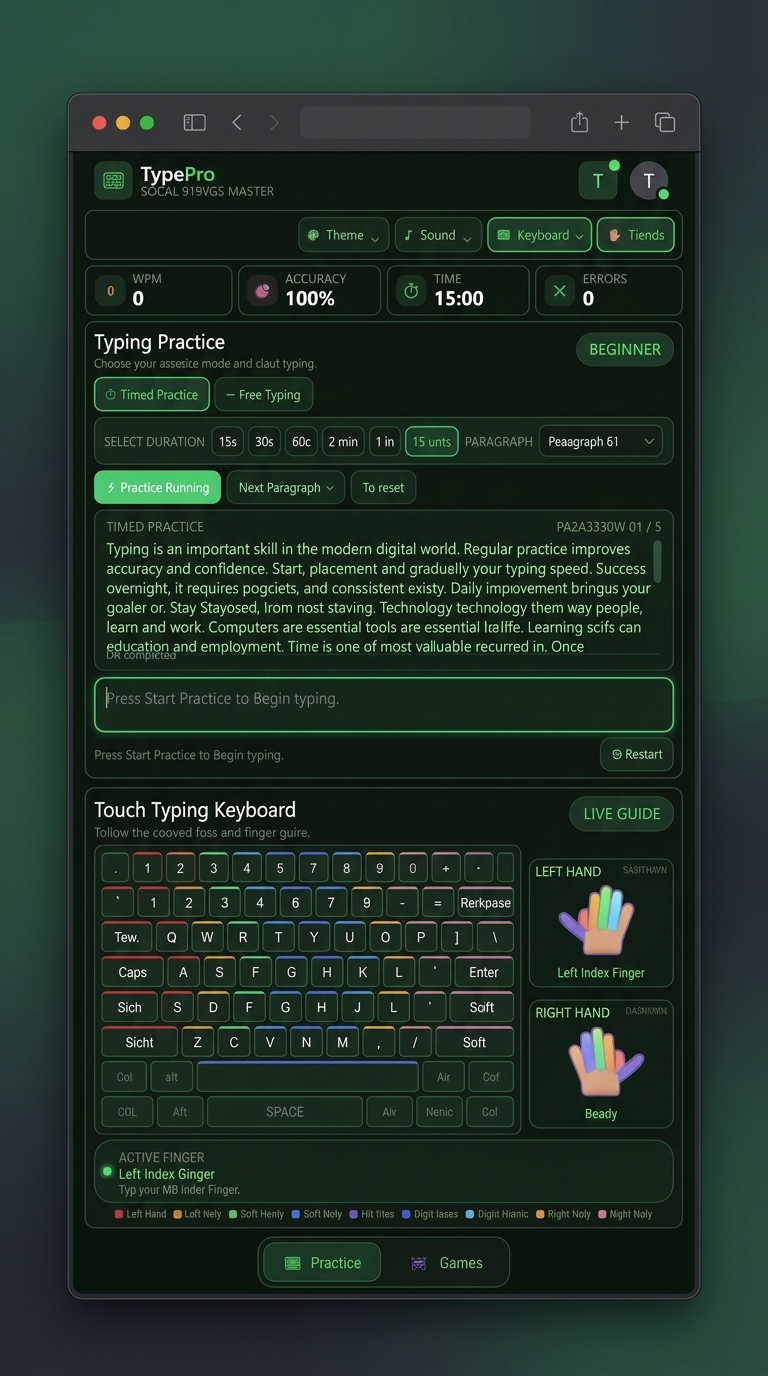 TypePro
SOCAL 919VGS MASTER
T
T
Theme
Sound
Keyboard
Tiends
0
WPM
0
ACCURACY
100%
TIME
15:00
ERRORS
0
Typing Practice
Choose your assesice mode and claut typing.
BEGINNER
Timed Practice
Free Typing
SELECT DURATION 15s 30s 60c 2 min 1 in 15 unts PARAGRAPH Peaagraph 61
Practice Running Next Paragraph To reset
TIMED PRACTICE PA2A3330W 01 / 5
Typing is an important skill in the modern digital world. Regular practice improves
accuracy and confidence. Start, placement and gradually your typing speed. Success
overnight, it requires pogciets, and conssistent existy. Daily improvement bringus your
goaler or. Stay Stayosed, Irom nost staving. Technology technology them way people,
learn and work. Computers are essential tools are essential lralffe. Learning scifs can
education and employment. Time is one of most valluable recurred in. Once
DR completed
Press Start Practice to Begin typing.
Press Start Practice to Begin typing.
Restart
Touch Typing Keyboard
Tollow the cooved foss and finger guire.
LIVE GUIDE
. 1 2 3 4 5 7 8 9 0 + -
` 1 2 3 4 6 7 9 - = Rerkpase
Tew. Q W R T Y U O P ] \
Caps A S F G H K L ' Enter
Sich S D F G H J L ' Soift
Sicht Z C V N M , / Soft
Col alt Air Cof
COL Aft SPACE Alv Nenic Col
LEFT HAND SASITHAVN
Left Index Finger
RIGHT HAND
Beady
ACTIVE FINGER
Left Index Ginger
Typ your MB inder Finger.
Left Hand Left Nely Soft Henly Soft Nely Hit tites Digit lases Digit Hianic Right Noly Night Naly
Practice
Games